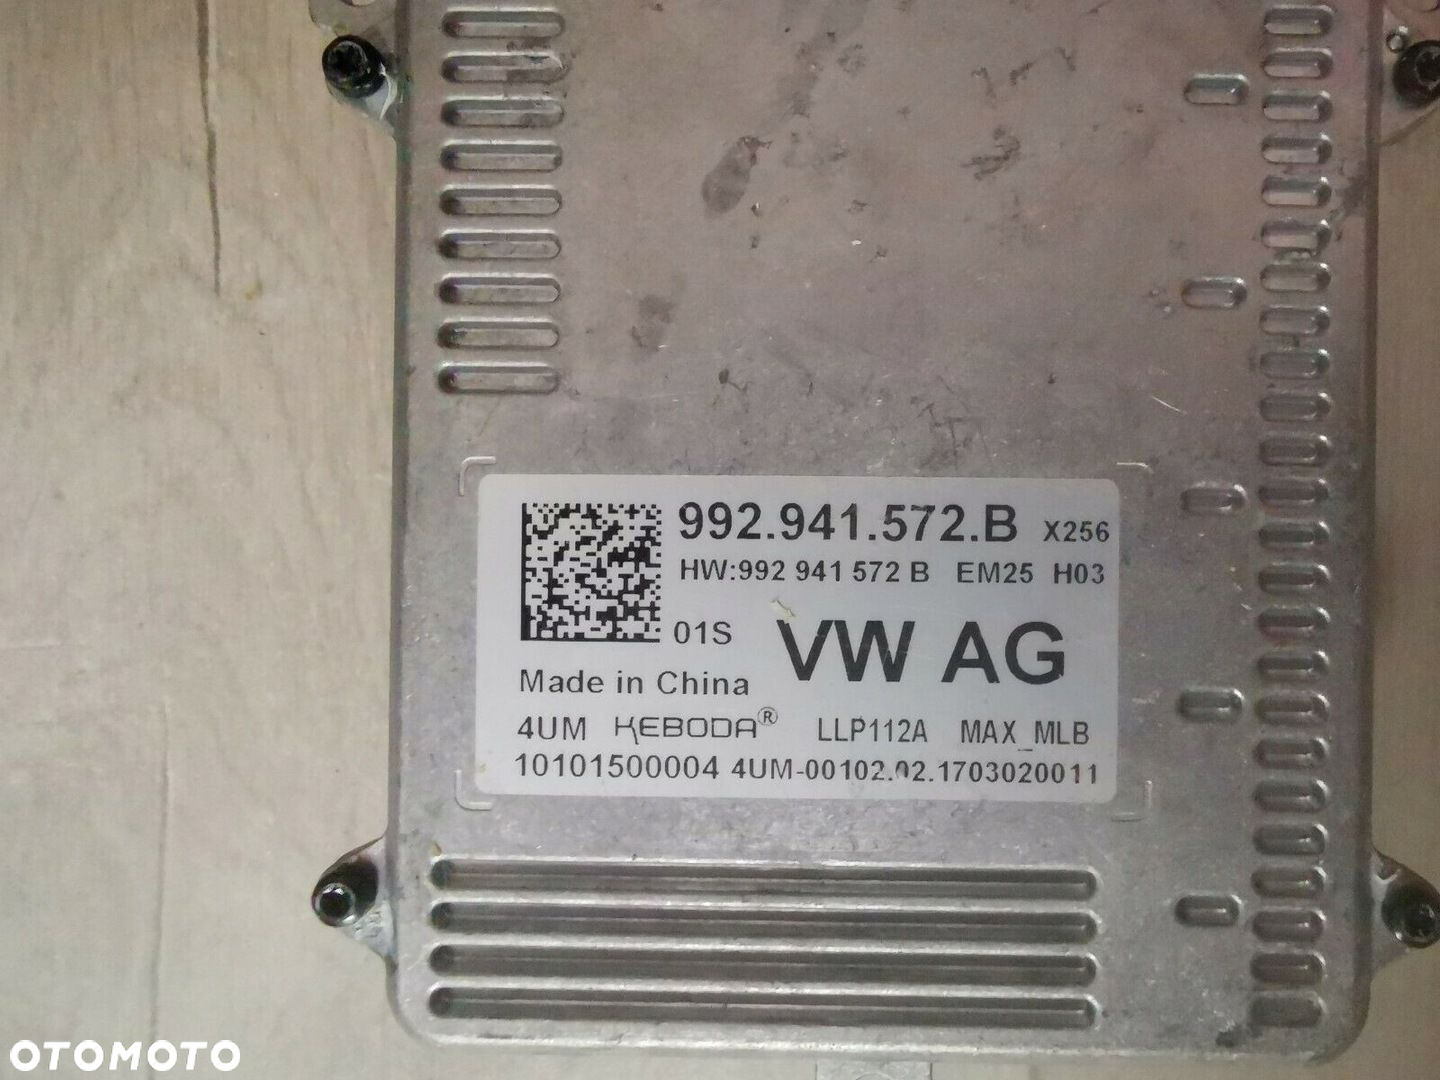 992.941.572.B X256
HW:992 941 572 B EM25 H03
01S VW AG
Made in China
4UM KEBODA® LLP112A MAX_MLB
10101500004 4UM-00102.02.1703020011
OTOMOTO